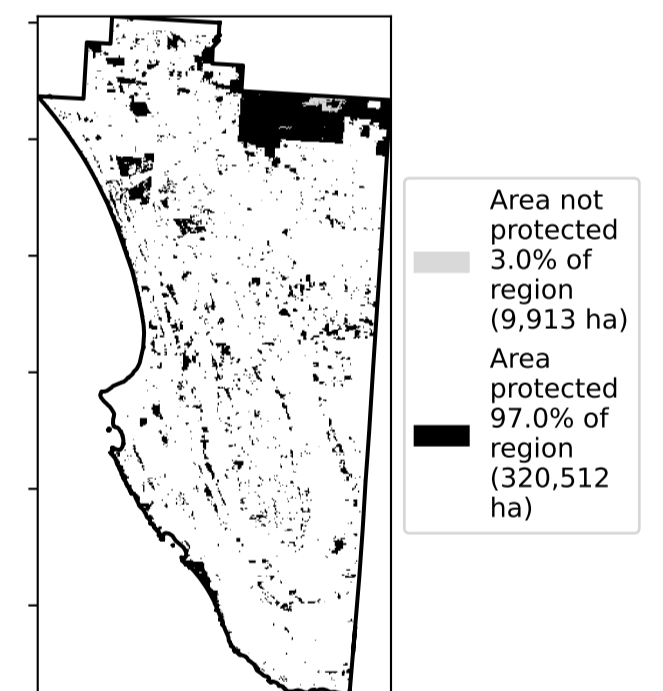 Area not
protected
3.0% of
region
(9,913 ha)
Area
protected
97.0% of
region
(320,512
ha)